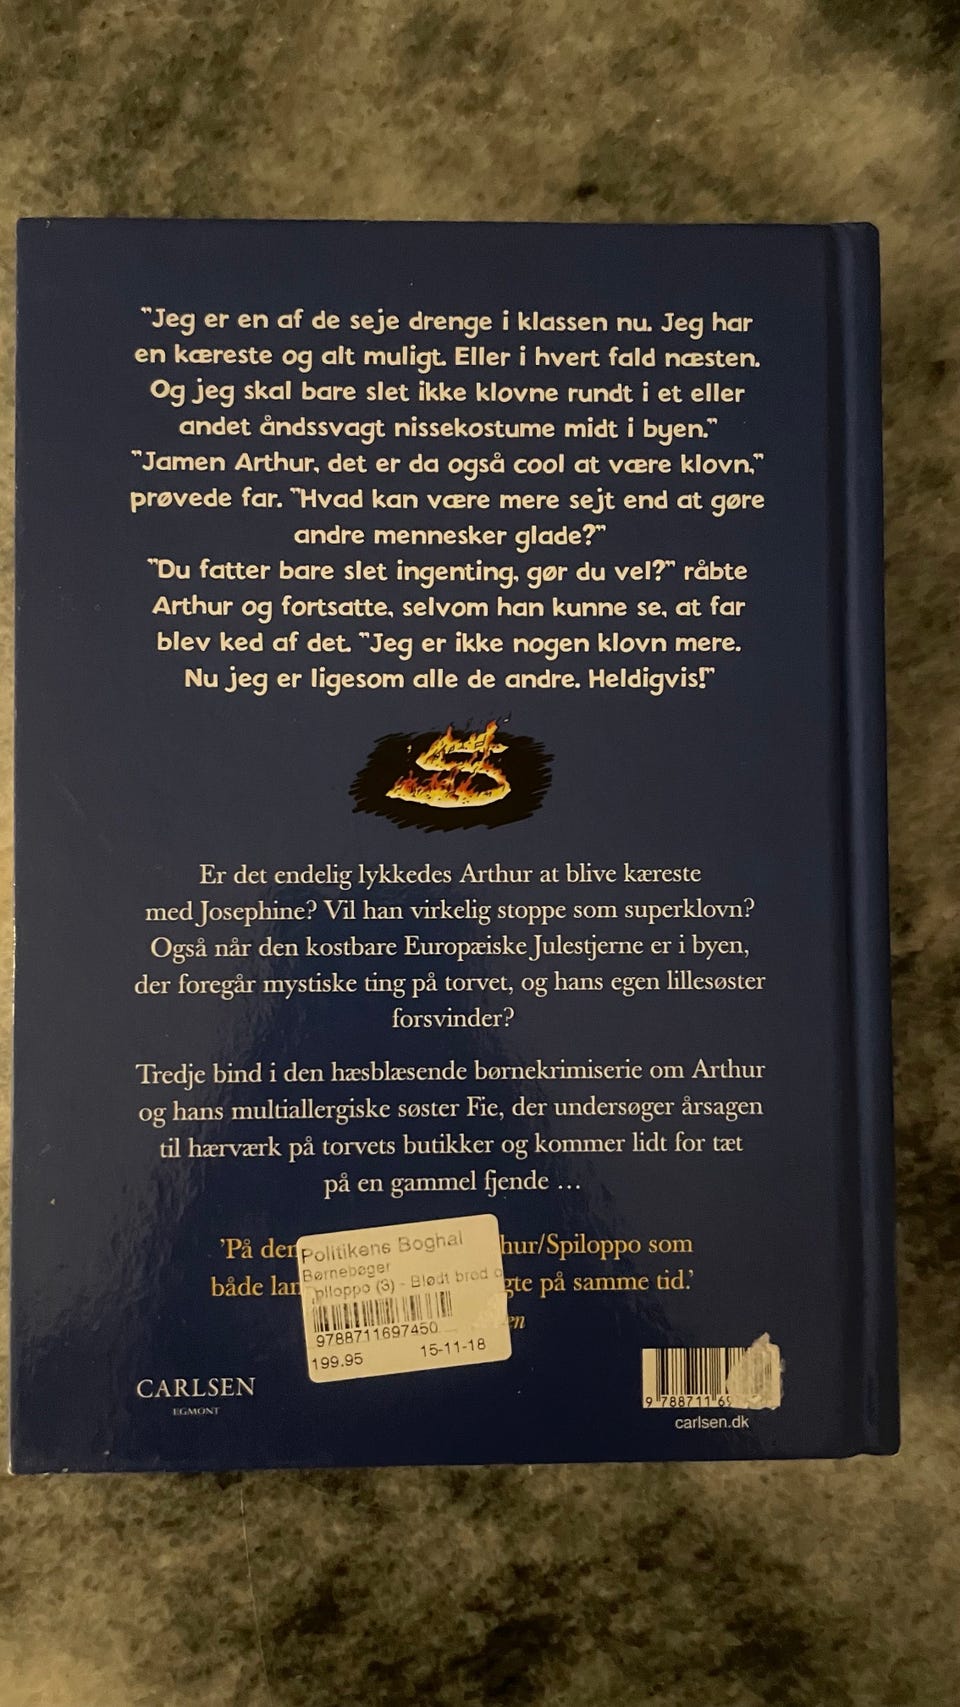 "Jeg er en af de seje drenge i klassen nu. Jeg har
en kæreste og alt muligt. Eller i hvert fald næsten.
Og jeg skal bare slet ikke klovne rundt i et eller
andet åndssvagt nissekostume midt i byen."
"Jamen Arthur, det er da også cool at være klovn,"
prøvede far. "Hvad kan være mere sejt end at gøre
andre mennesker glade?"
"Du fatter bare slet ingenting, gør du vel?" råbte
Arthur og fortsatte, selvom han kunne se, at far
blev ked af det. "Jeg er ikke nogen klovn mere.
Nu jeg er ligesom alle de andre. Heldigvis!"
S
Er det endelig lykkedes Arthur at blive kæreste
med Josephine? Vil han virkelig stoppe som superklovn?
Også når den kostbare Europæiske Julestjerne er i byen,
der foregår mystiske ting på torvet, og hans egen lillesøster
forsvinder?
Tredje bind i den hæsblæsende børnekrimiserie om Arthur
og hans multiallergiske søster Fie, der undersøger årsagen
til hærværk på torvets butikker og kommer lidt for tæt
på en gammel fjende ...
'På den hur/Spiloppo som
både lan gte på samme tid.'
en
Politikens Boghal
Børnebøger
Spiloppo (3) - Blødt brød o
9788711697450
199.95 15-11-18
CARLSEN
EGMONT
9 788711 69
carlsen.dk